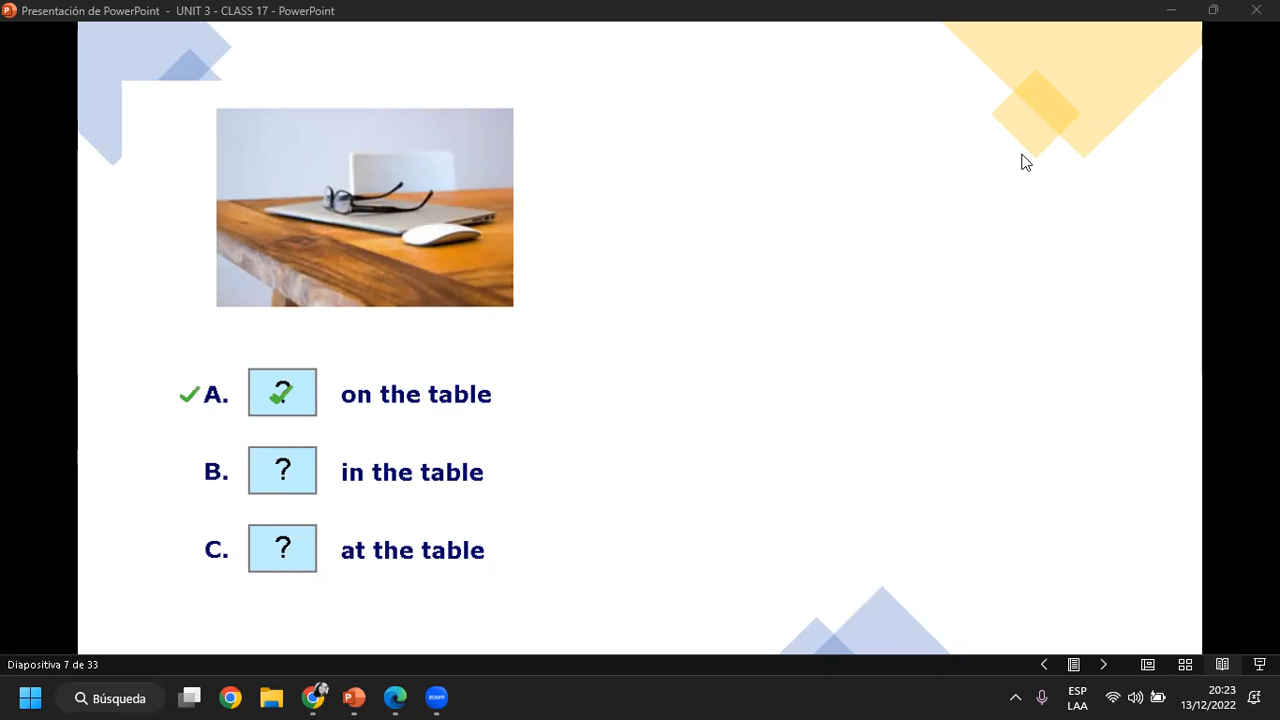 Presentación de PowerPoint - UNIT 3 - CLASS 17 - PowerPoint
A. ? on the table
B. ? in the table
C. ? at the table
Diapositiva 7 de 33
Búsqueda
zoom
ESP
LAA
20:23
13/12/2022